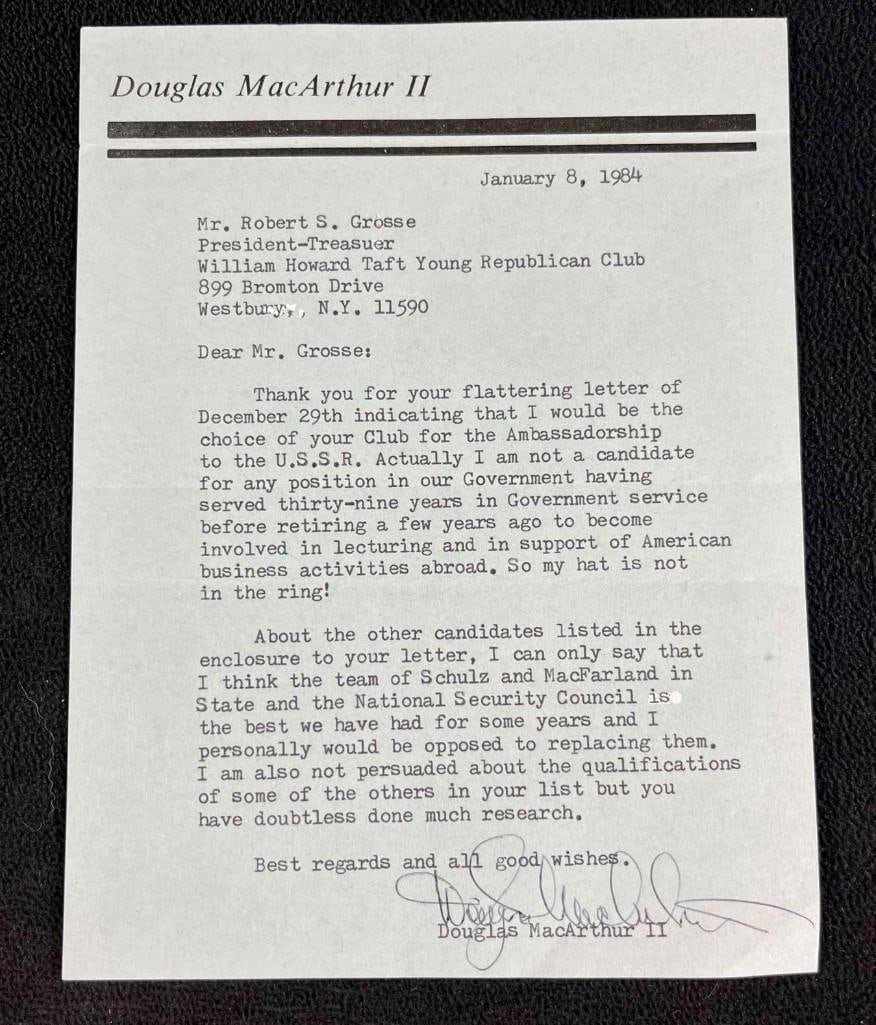 Douglas MacArthur II
January 8, 1984
Mr. Robert S. Grosse
President-Treasuer
William Howard Taft Young Republican Club
899 Bromton Drive
Westbury, N.Y. 11590
Dear Mr. Grosse:
Thank you for your flattering letter of
December 29th indicating that I would be the
choice of your Club for the Ambassadorship
to the U.S.S.R. Actually I am not a candidate
for any position in our Government having
served thirty-nine years in Government service
before retiring a few years ago to become
involved in lecturing and in support of American
business activities abroad. So my hat is not
in the ring!
About the other candidates listed in the
enclosure to your letter, I can only say that
I think the team of Schulz and MacFarland in
State and the National Security Council is
the best we have had for some years and I
personally would be opposed to replacing them.
I am also not persuaded about the qualifications
of some of the others in your list but you
have doubtless done much research.
Best regards and all good wishes.
Douglas MacArthur
Douglas MacArthur II